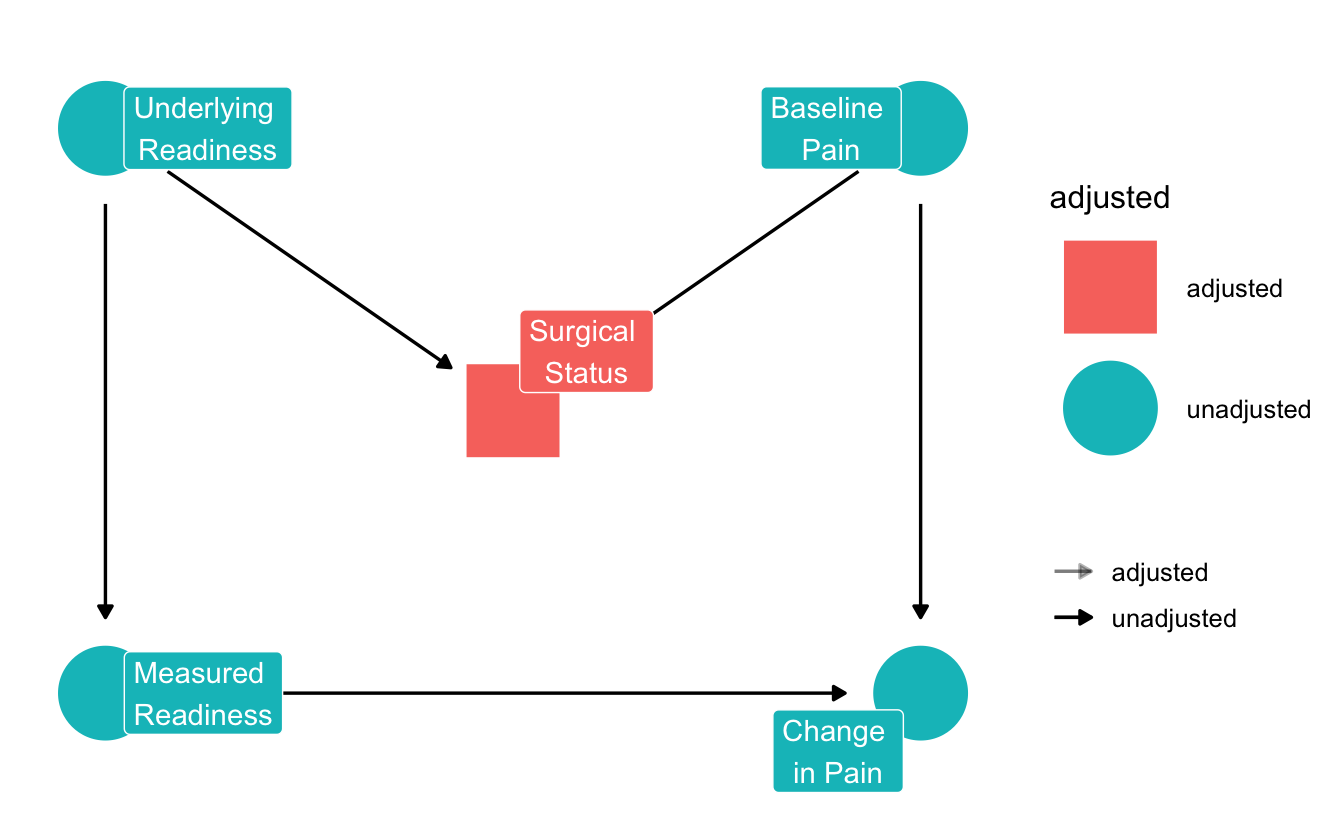 Underlying
Readiness
Baseline
Pain
Surgical
Status
Measured
Readiness
Change
in Pain
adjusted
adjusted
unadjusted
adjusted
unadjusted